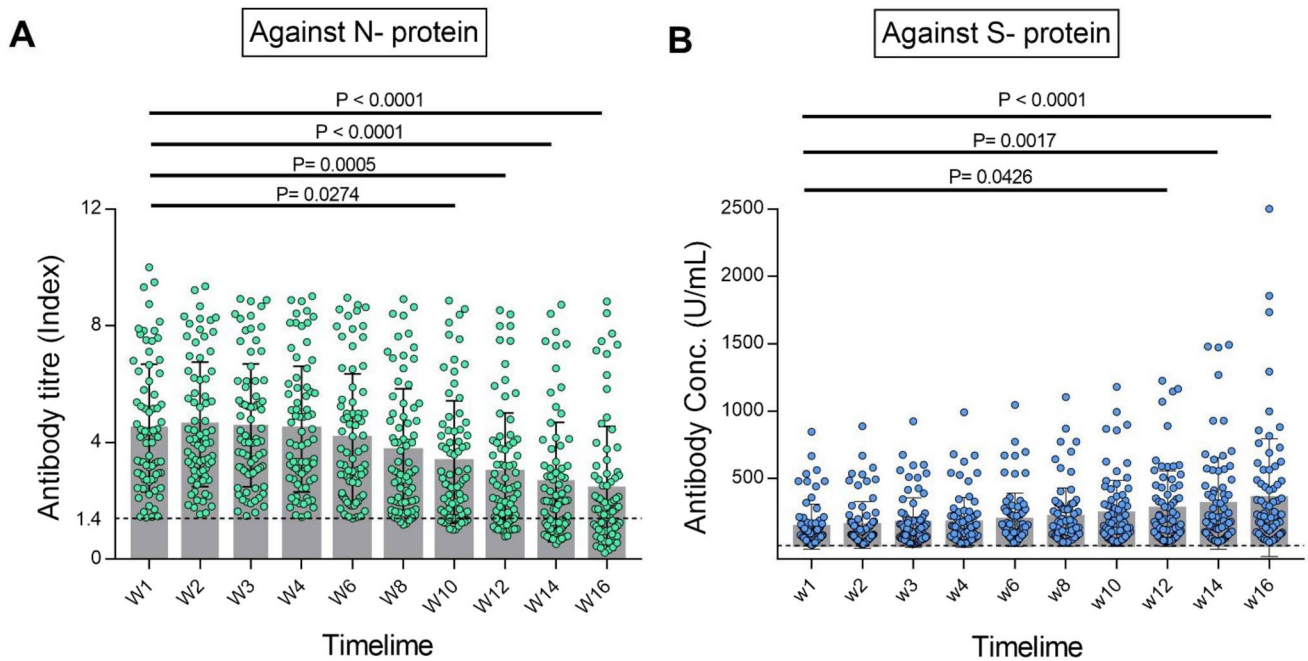 A
Against N- protein
P < 0.0001
P < 0.0001
P= 0.0005
P= 0.0274
12
8
4
1.4
0
Antibody titre (Index)
W1 W2 W3 W4 W6 W8 W10 W12 W14 W16
Timelime
B
Against S- protein
P < 0.0001
P= 0.0017
P= 0.0426
2500
2000
1500
1000
500
Antibody Conc. (U/mL)
w1 w2 w3 w4 w6 w8 w10 w12 w14 w16
Timelime